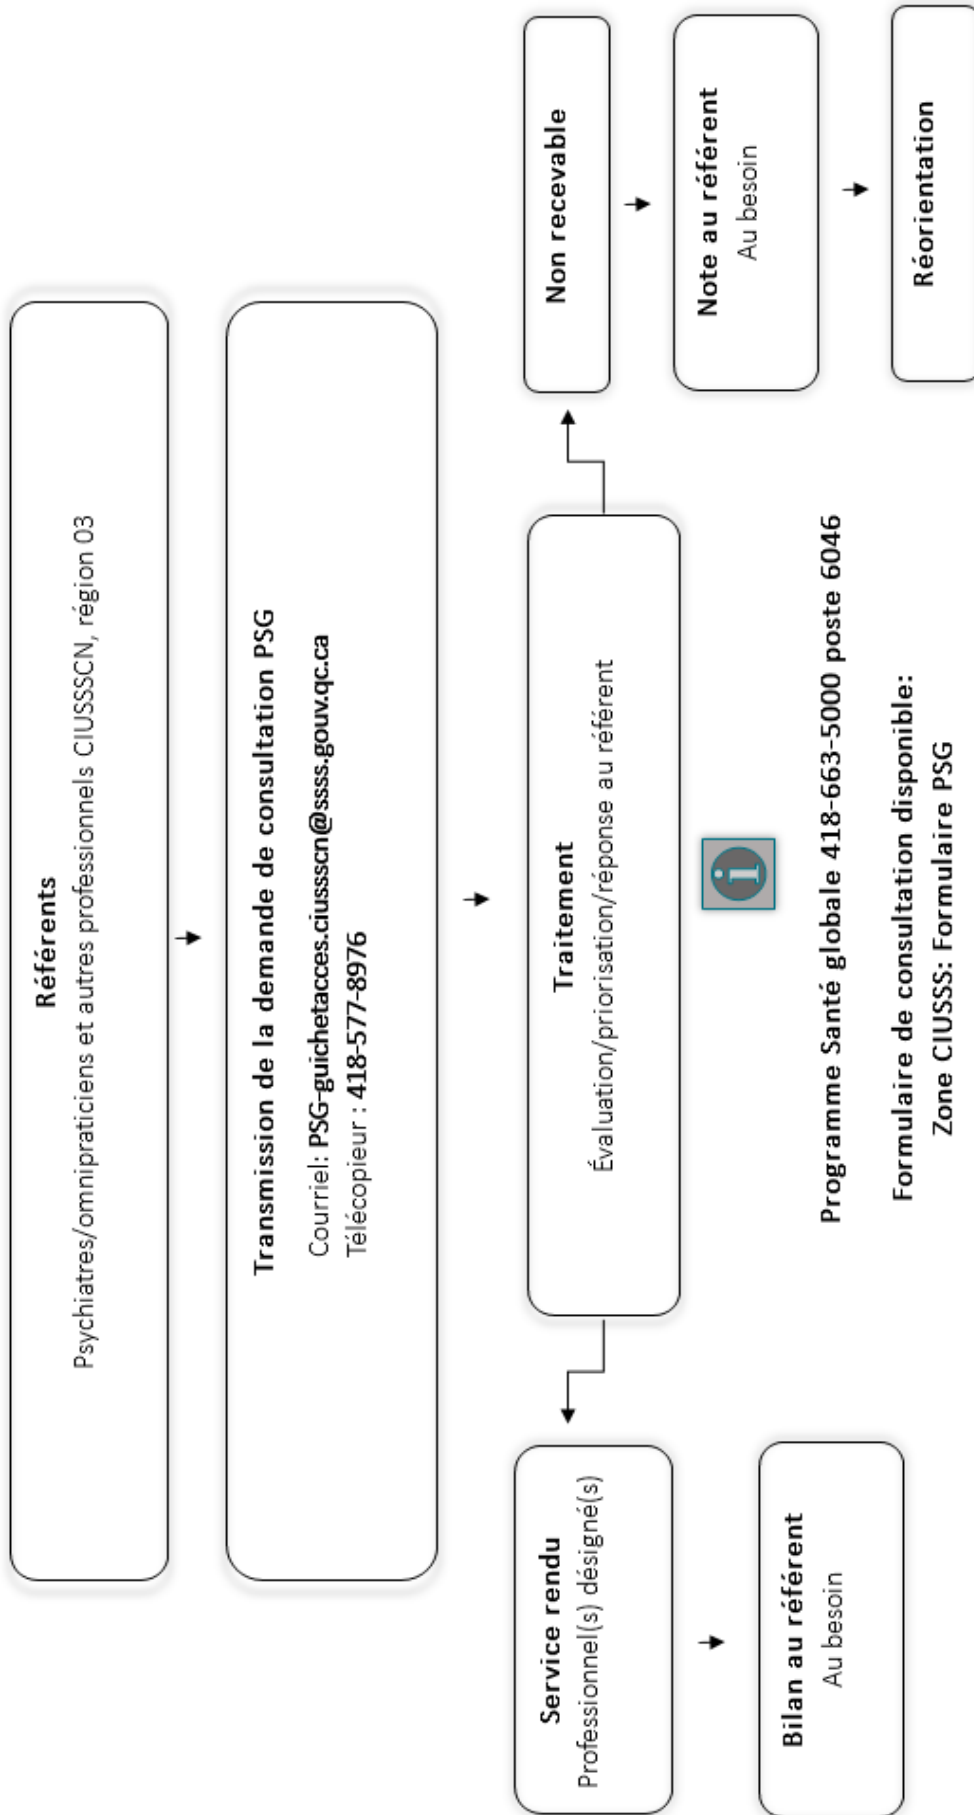 Référents
Psychiatres/omnipraticiens et autres professionnels CIUSSSCN, région 03
Transmission de la demande de consultation PSG
Courriel: PSG-guichetacces.ciussscn@ssss.gouv.qc.ca
Télécopieur : 418-577-8976
Traitement
Évaluation/priorisation/réponse au référent
Service rendu
Professionnel(s) désigné(s)
Bilan au référent
Au besoin
Non recevable
Note au référent
Au besoin
Réorientation
i
Programme Santé globale 418-663-5000 poste 6046
Formulaire de consultation disponible:
Zone CIUSSS: Formulaire PSG